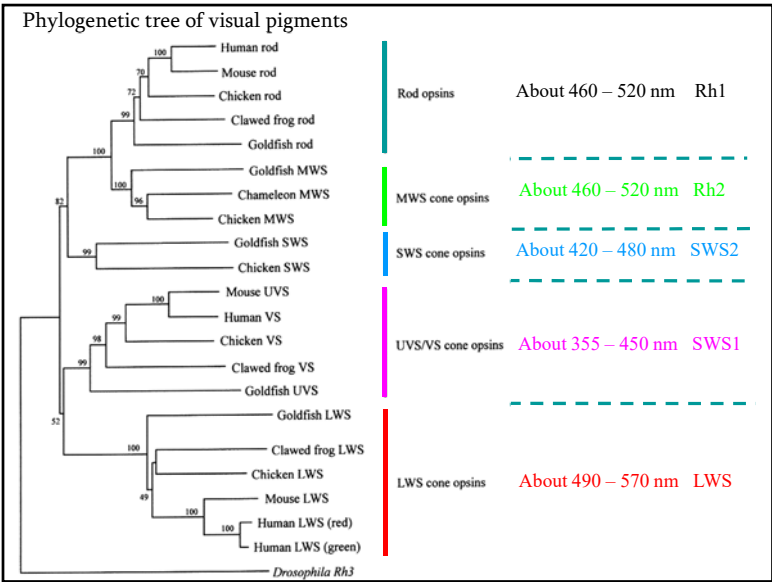 Phylogenetic tree of visual pigments
Human rod
100
Mouse rod
70
Chicken rod
72
Clawed frog rod
99
Goldfish rod
100
Goldfish MWS
100
Chameleon MWS
96
Chicken MWS
82
Goldfish SWS
99
Chicken SWS
Mouse UVS
100
Human VS
99
Chicken VS
98
Clawed frog VS
99
Goldfish UVS
52
Goldfish LWS
100
Clawed frog LWS
Chicken LWS
49
Mouse LWS
100
Human LWS (red)
100
Human LWS (green)
Drosophila Rh3
Rod opsins About 460 – 520 nm Rh1
MWS cone opsins About 460 – 520 nm Rh2
SWS cone opsins About 420 – 480 nm SWS2
UVS/VS cone opsins About 355 – 450 nm SWS1
LWS cone opsins About 490 – 570 nm LWS